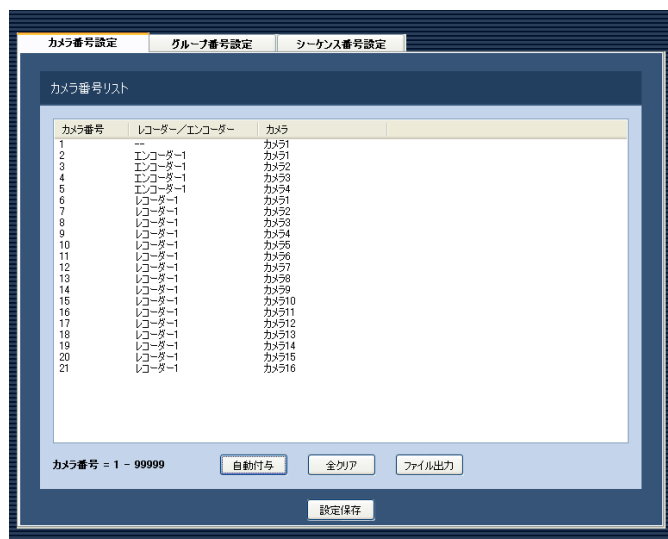 カメラ番号設定 グループ番号設定 シーケンス番号設定
カメラ番号リスト
カメラ番号 レコーダー／エンコーダー カメラ
1 -- カメラ1
2 エンコーダー1 カメラ1
3 エンコーダー1 カメラ2
4 エンコーダー1 カメラ3
5 エンコーダー1 カメラ4
6 レコーダー1 カメラ1
7 レコーダー1 カメラ2
8 レコーダー1 カメラ3
9 レコーダー1 カメラ4
10 レコーダー1 カメラ5
11 レコーダー1 カメラ6
12 レコーダー1 カメラ7
13 レコーダー1 カメラ8
14 レコーダー1 カメラ9
15 レコーダー1 カメラ10
16 レコーダー1 カメラ11
17 レコーダー1 カメラ12
18 レコーダー1 カメラ13
19 レコーダー1 カメラ14
20 レコーダー1 カメラ15
21 レコーダー1 カメラ16
カメラ番号 = 1 - 99999 自動付与 全クリア ファイル出力
設定保存